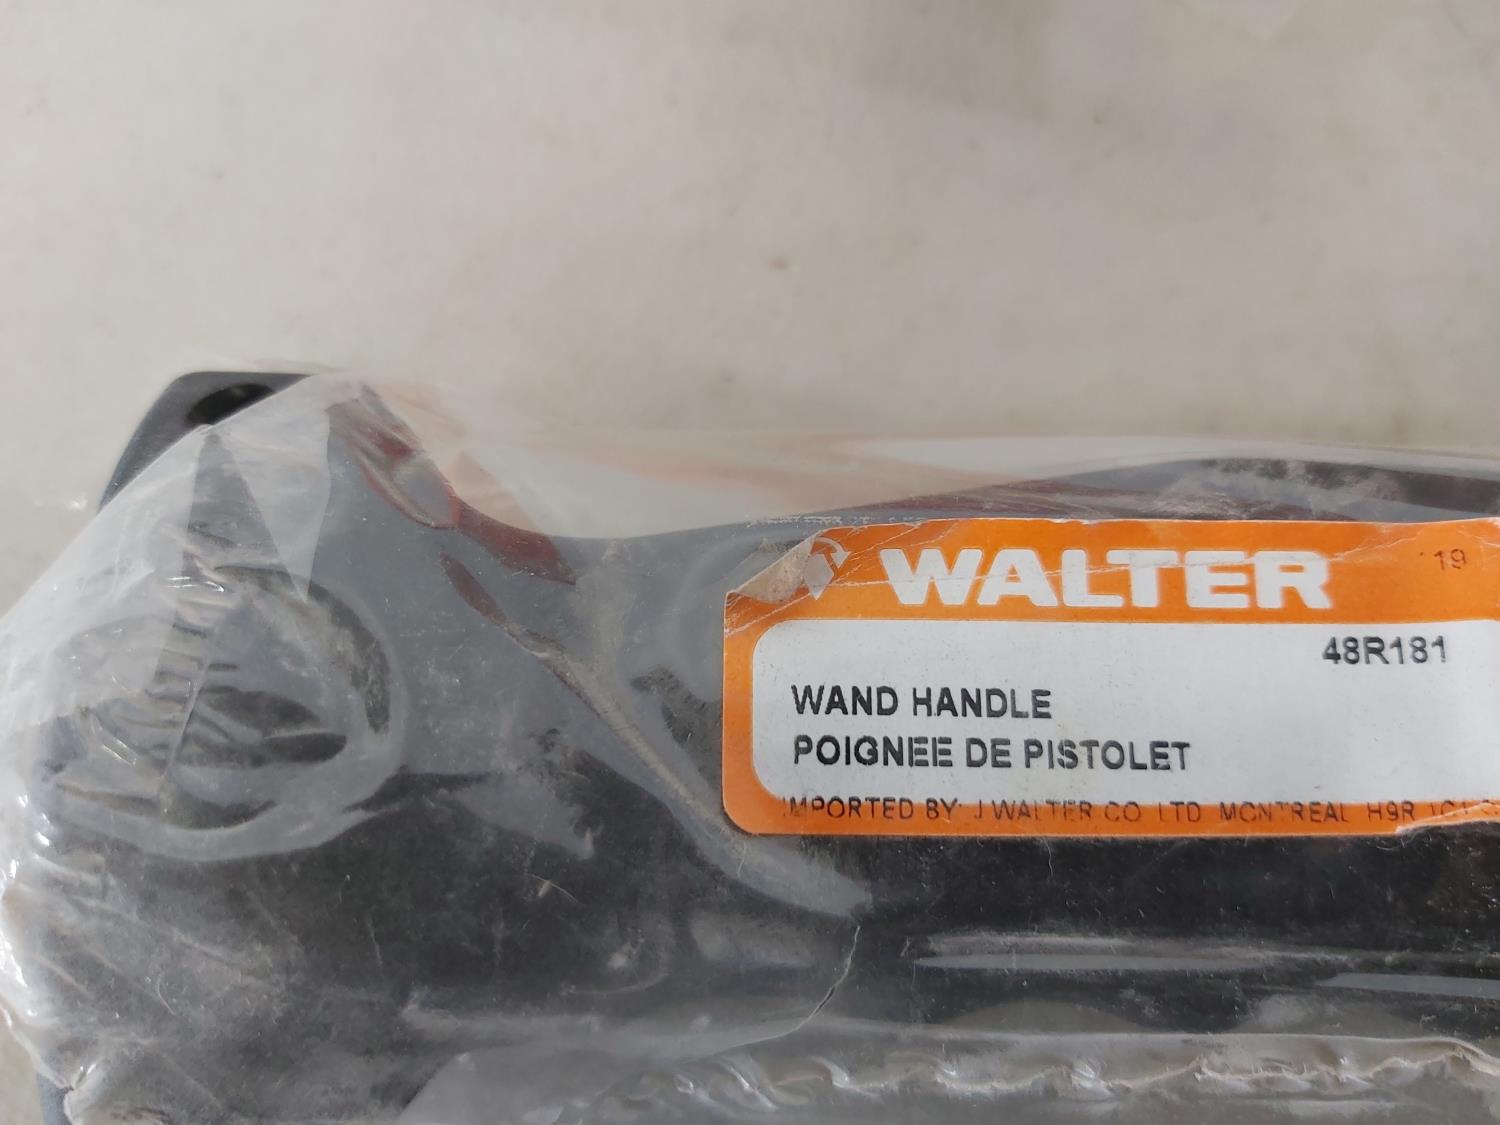 WALTER 19
48R181
WAND HANDLE
POIGNEE DE PISTOLET
IMPORTED BY: J WALTER CO LTD MONTREAL H9R